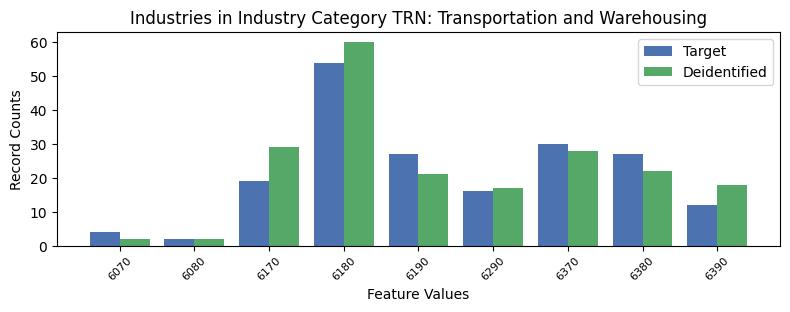 Industries in Industry Category TRN: Transportation and Warehousing
Target
Deidentified
Record Counts
60
50
40
30
20
10
0
6070 6080 6170 6180 6190 6290 6370 6380 6390
Feature Values